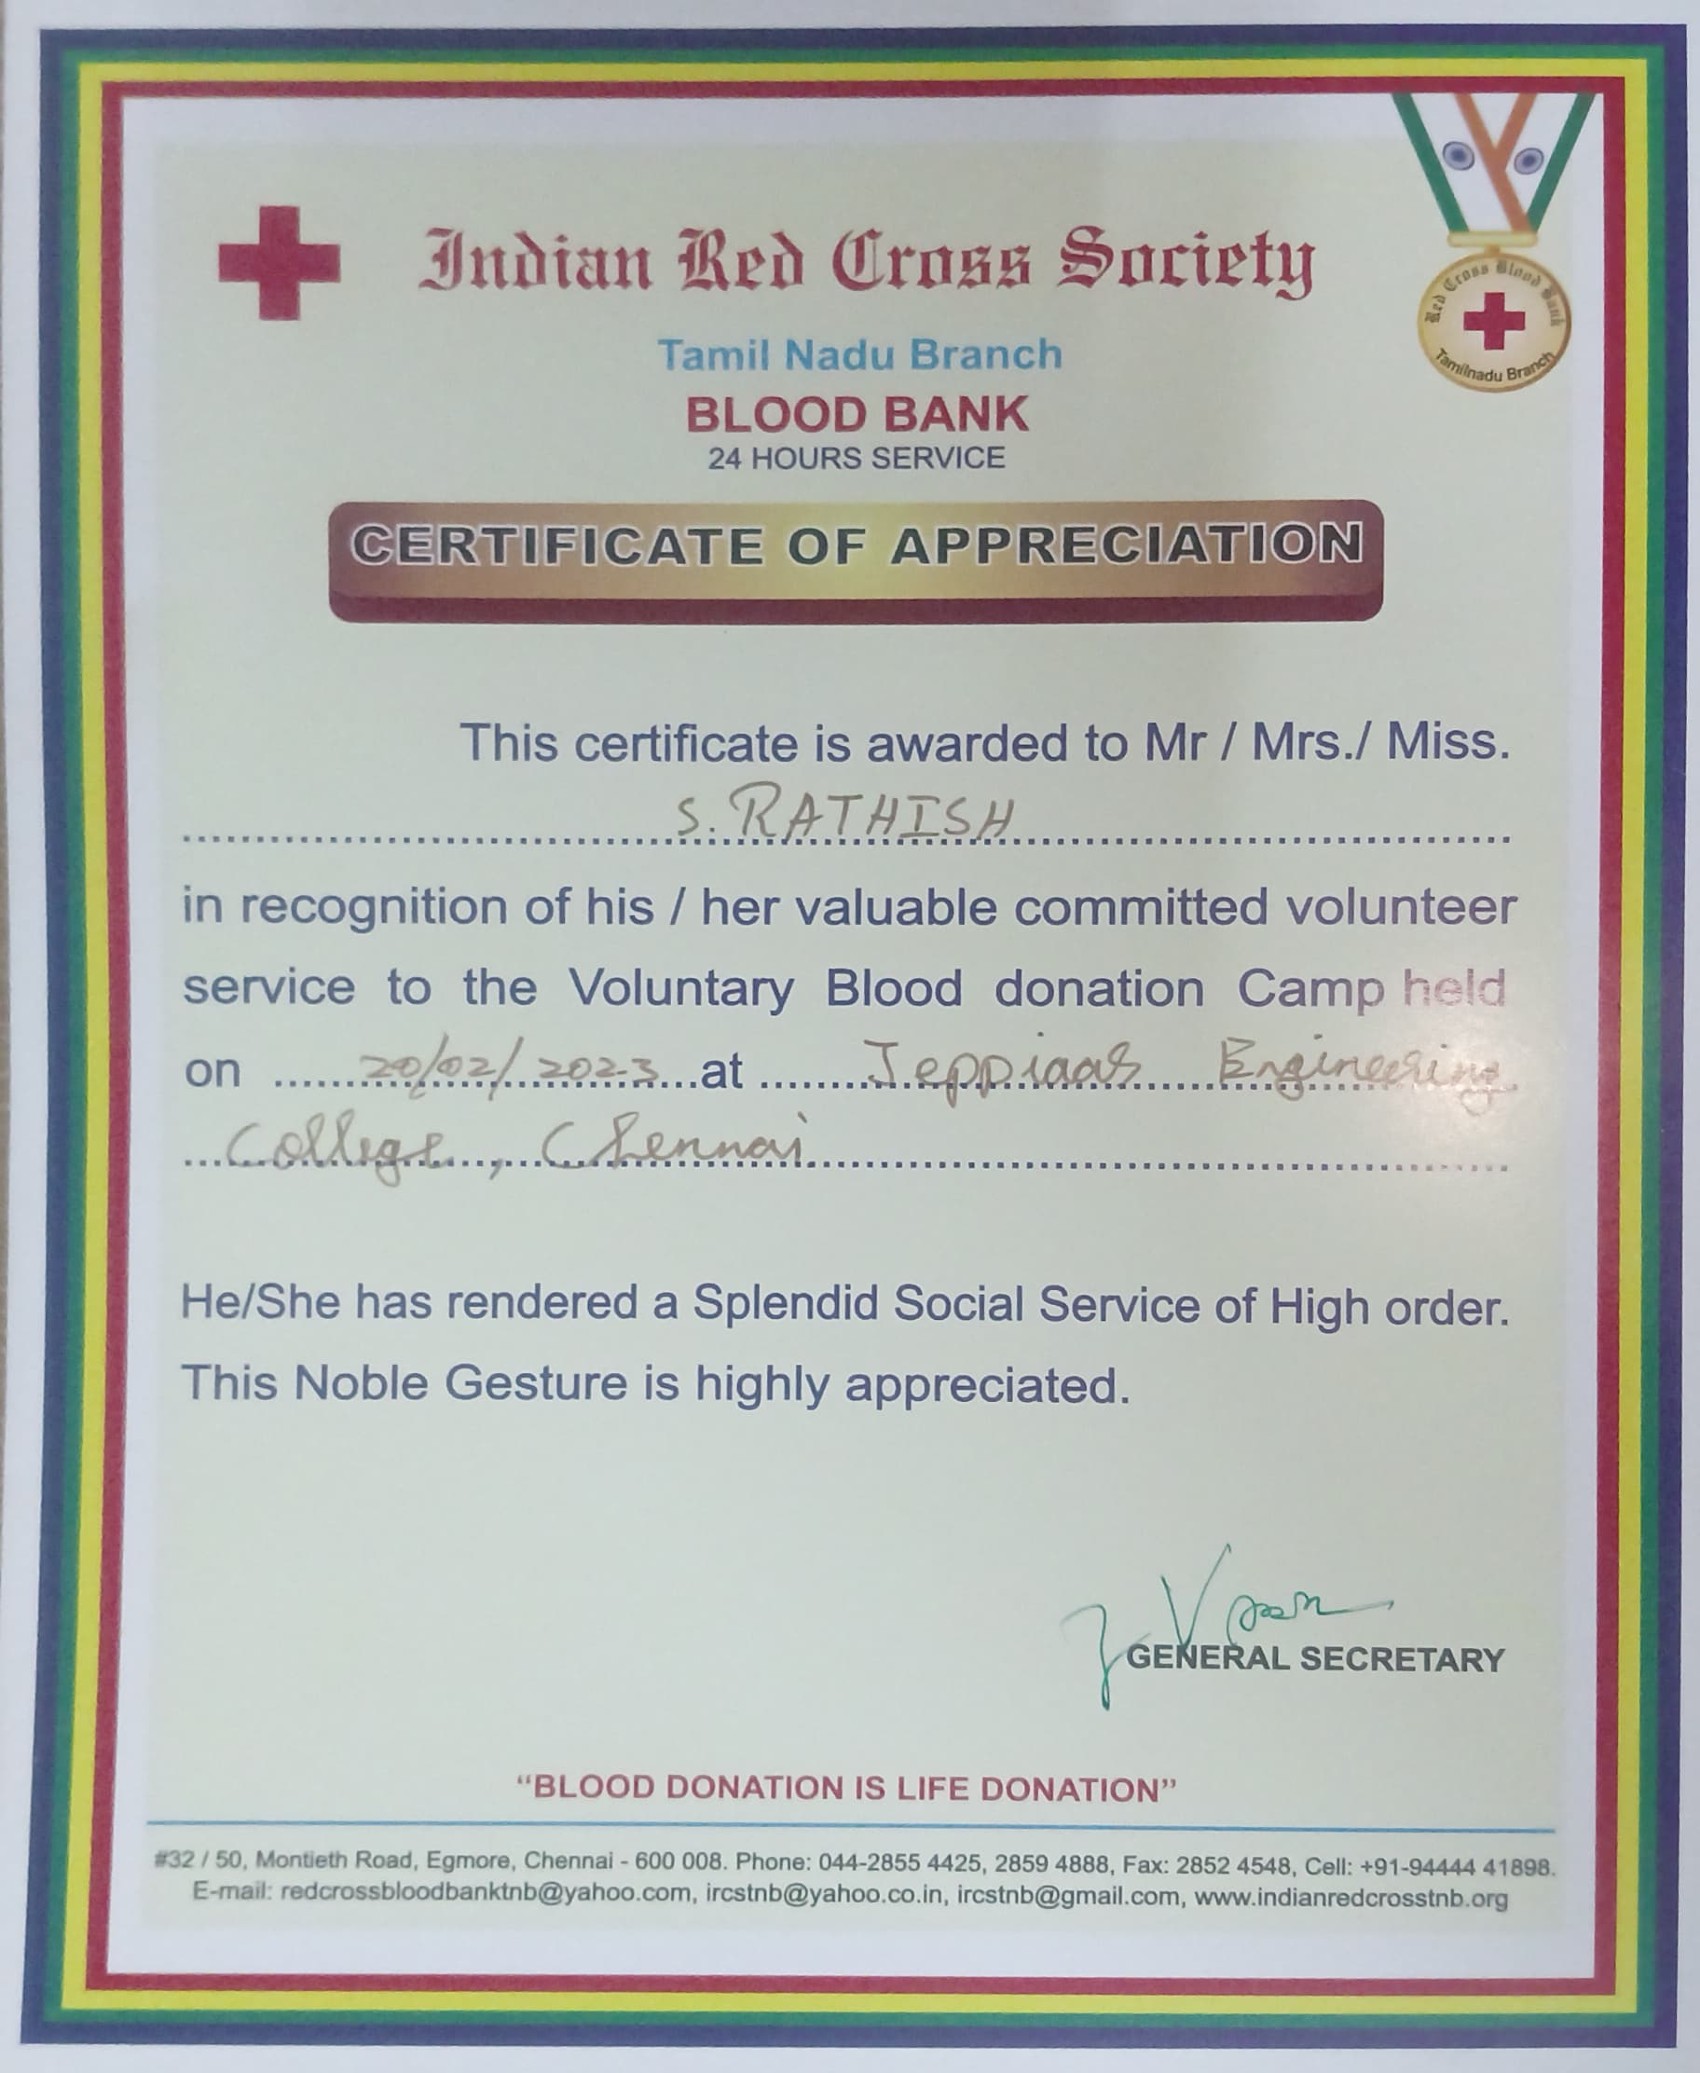 Indian Red Cross Society
Red Cross Blood Bank
Tamilnadu Branch
Tamil Nadu Branch
BLOOD BANK
24 HOURS SERVICE
CERTIFICATE OF APPRECIATION
This certificate is awarded to Mr / Mrs./ Miss.
S. RATHISH
in recognition of his / her valuable committed volunteer
service to the Voluntary Blood donation Camp held
on 20/02/2023 at Jeppiaar Engineering
College, Chennai
He/She has rendered a Splendid Social Service of High order.
This Noble Gesture is highly appreciated.
GENERAL SECRETARY
“BLOOD DONATION IS LIFE DONATION”
#32 / 50, Montieth Road, Egmore, Chennai - 600 008. Phone: 044-2855 4425, 2859 4888, Fax: 2852 4548, Cell: +91-94444 41898.
E-mail: redcrossbloodbanktnb@yahoo.com, ircstnb@yahoo.co.in, ircstnb@gmail.com, www.indianredcrosstnb.org